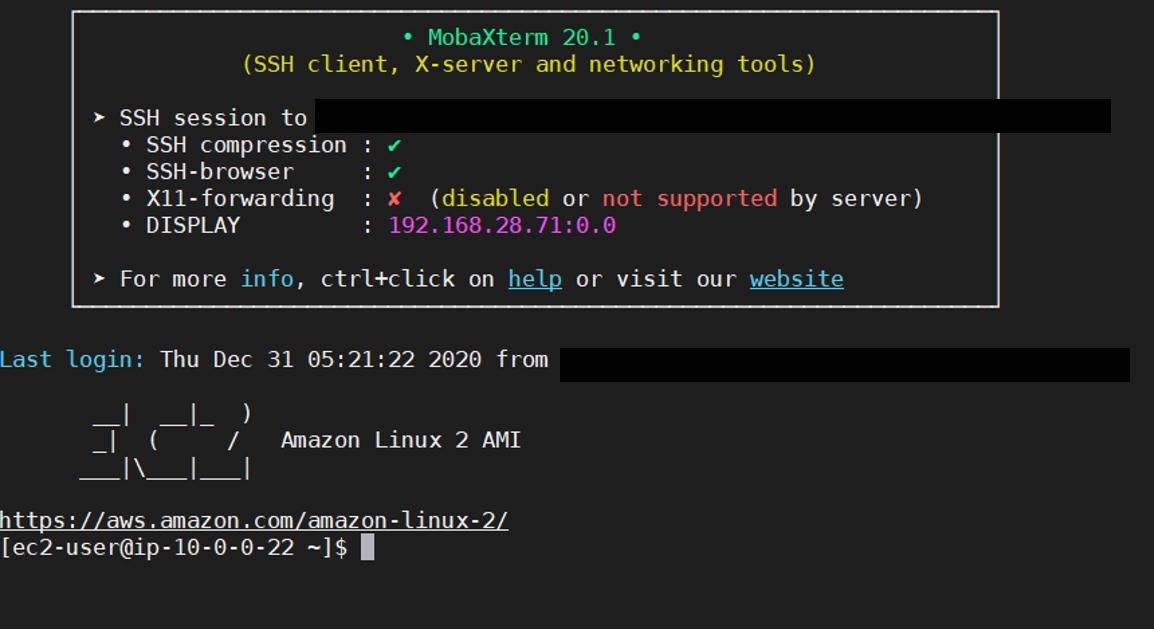 • MobaXterm 20.1 •
(SSH client, X-server and networking tools)
➤ SSH session to
• SSH compression : ✔
• SSH-browser     : ✔
• X11-forwarding  : ✘  (disabled or not supported by server)
• DISPLAY         : 192.168.28.71:0.0
➤ For more info, ctrl+click on help or visit our website
Last login: Thu Dec 31 05:21:22 2020 from
       __|  __|_  )
       _|  (     /   Amazon Linux 2 AMI
      ___|\___|___|
https://aws.amazon.com/amazon-linux-2/
[ec2-user@ip-10-0-0-22 ~]$